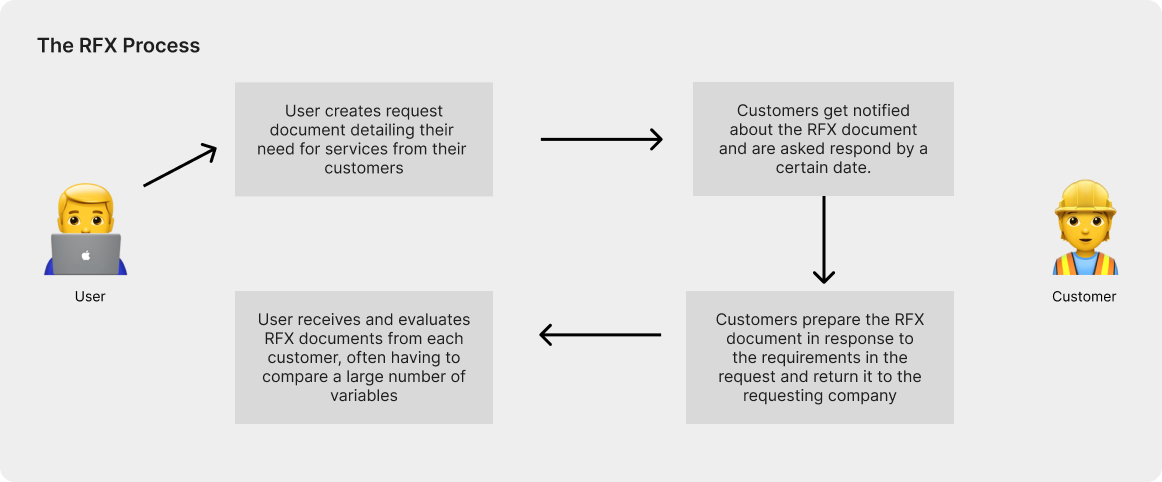 The RFX Process
User creates request
document detailing their
need for services from their
customers
Customers get notified
about the RFX document
and are asked respond by a
certain date.
User
Customer
User receives and evaluates
RFX documents from each
customer, often having to
compare a large number of
variables
Customers prepare the RFX
document in response to
the requirements in the
request and return it to the
requesting company